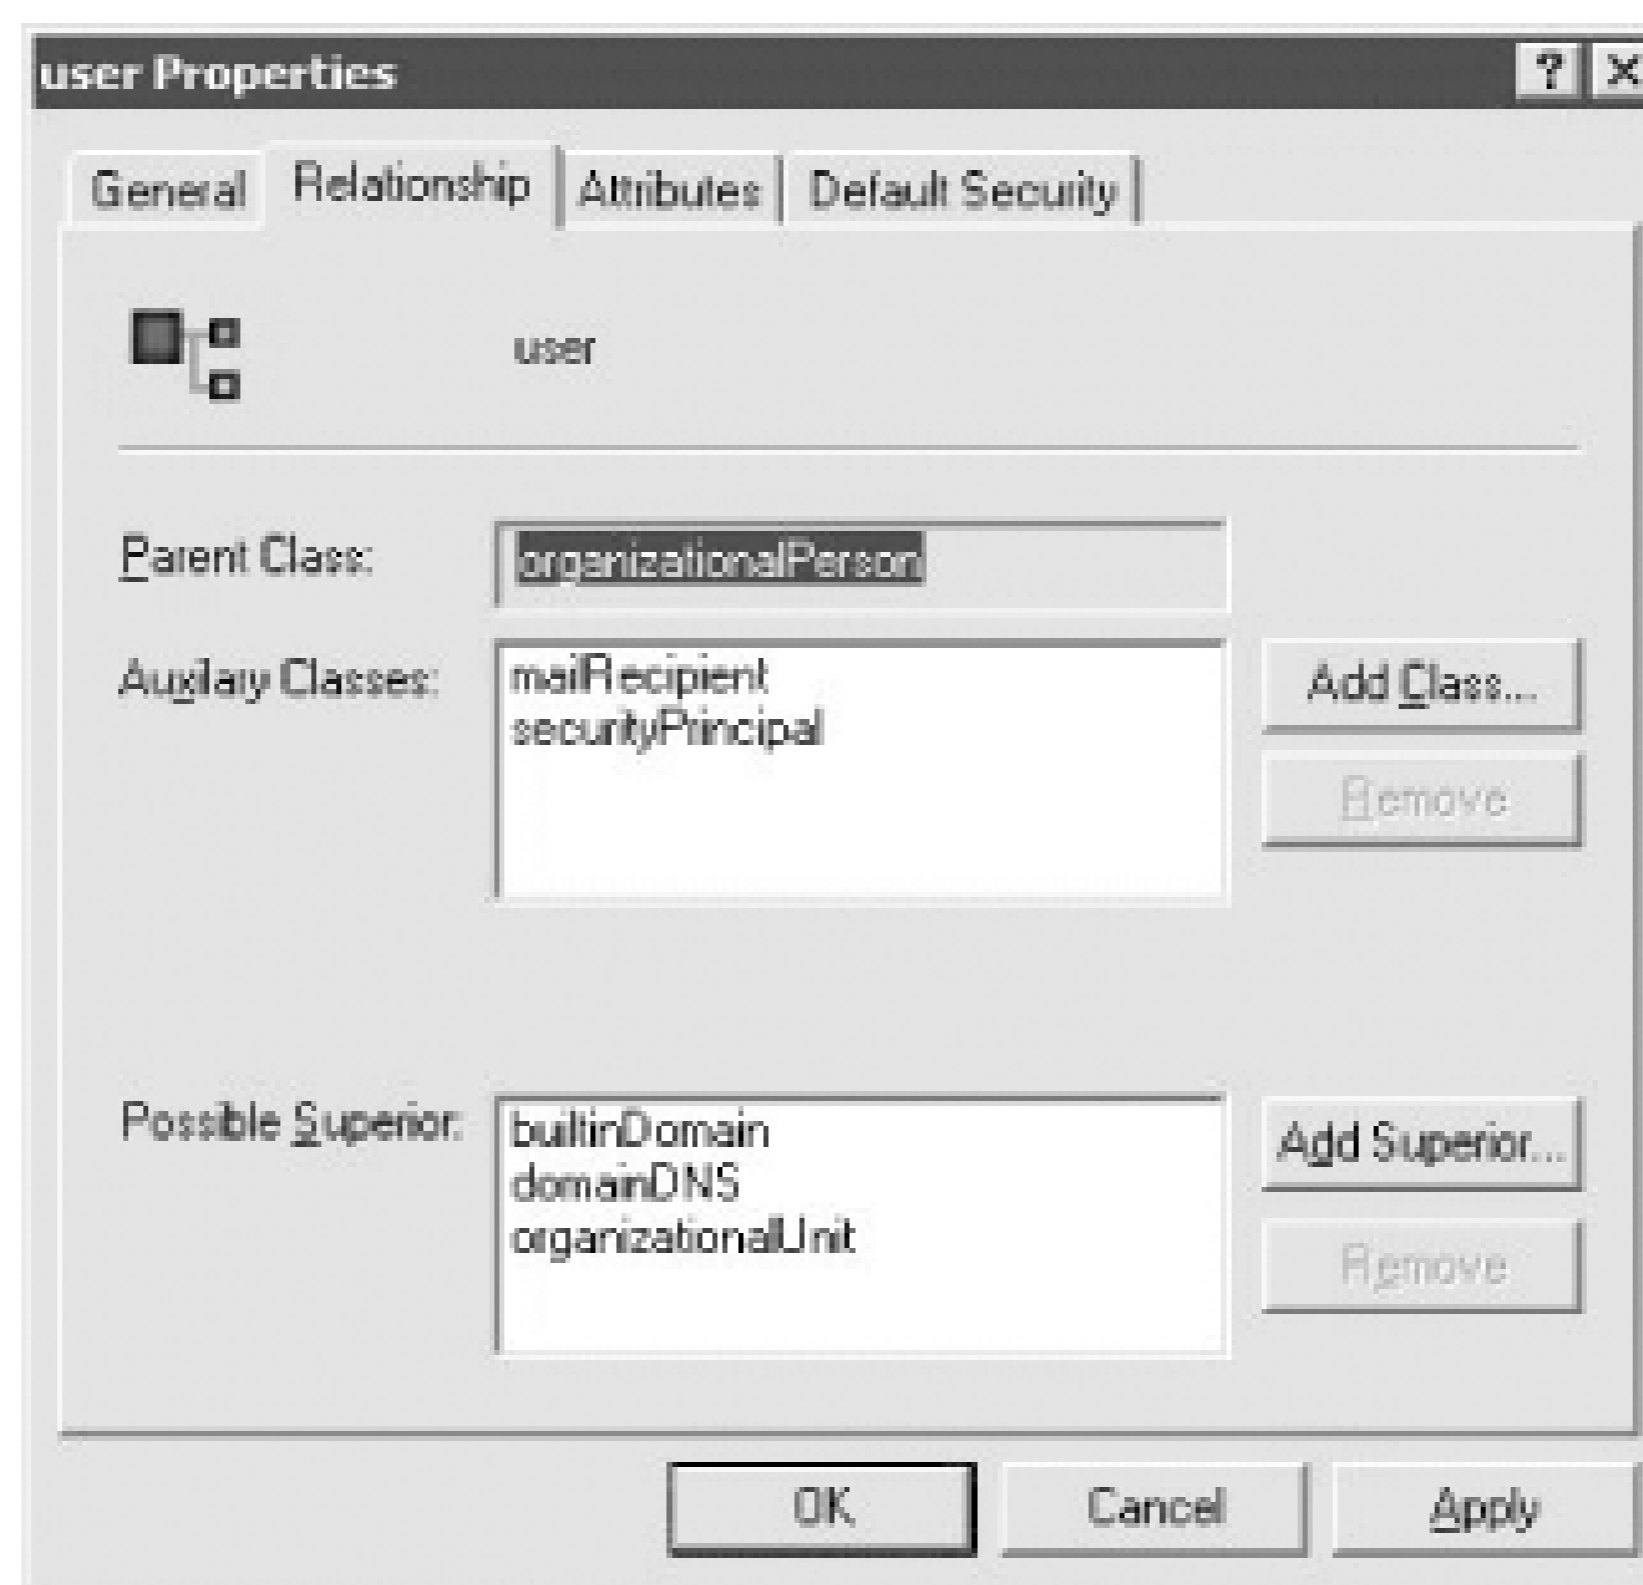 user Properties
? X
General Relationship Attributes Default Security
user
Parent Class: organizationalPerson
Auxilary Classes: mailRecipient
securityPrincipal
Add Class...
Remove
Possible Superior: builtinDomain
domainDNS
organizationalUnit
Add Superior...
Remove
OK Cancel Apply